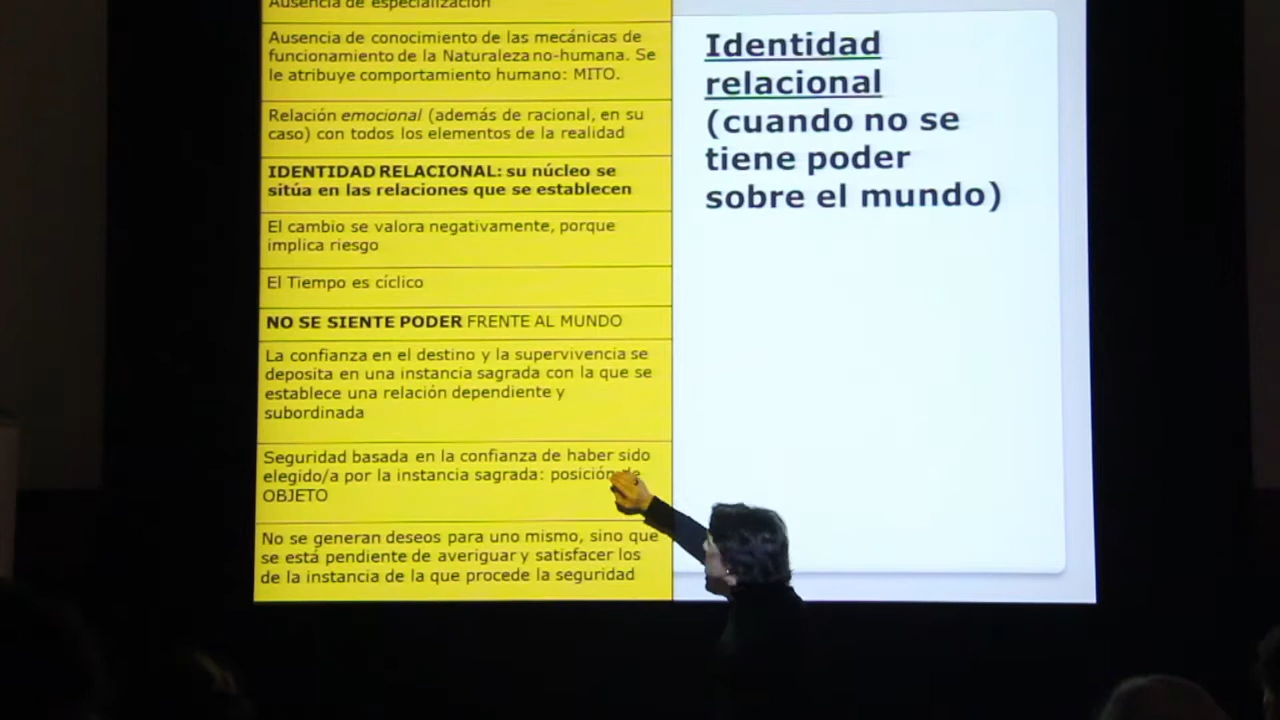 Ausencia de especialización
Ausencia de conocimiento de las mecánicas de
funcionamiento de la Naturaleza no-humana. Se
le atribuye comportamiento humano: MITO.
Relación emocional (además de racional, en su
caso) con todos los elementos de la realidad
IDENTIDAD RELACIONAL: su núcleo se
sitúa en las relaciones que se establecen
El cambio se valora negativamente, porque
implica riesgo
El Tiempo es cíclico
NO SE SIENTE PODER FRENTE AL MUNDO
La confianza en el destino y la supervivencia se
deposita en una instancia sagrada con la que se
establece una relación dependiente y
subordinada
Seguridad basada en la confianza de haber sido
elegido/a por la instancia sagrada: posición de
OBJETO
No se generan deseos para uno mismo, sino que
se está pendiente de averiguar y satisfacer los
de la instancia de la que procede la seguridad
Identidad
relacional
(cuando no se
tiene poder
sobre el mundo)